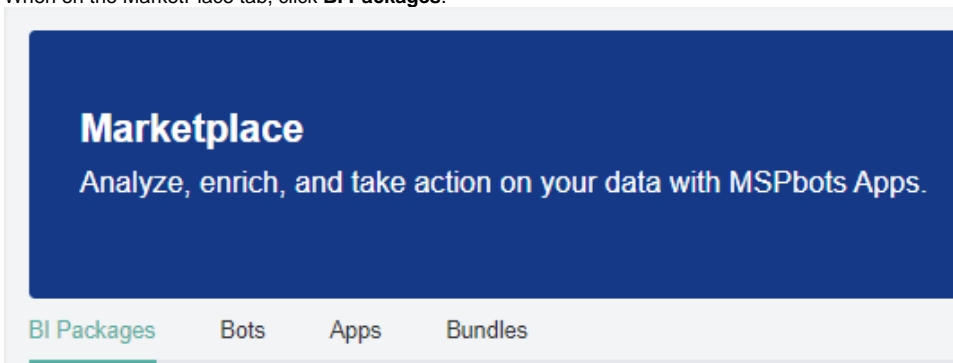 When on the MarketPlace tab, click BI Packages.
Marketplace
Analyze, enrich, and take action on your data with MSPbots Apps.
BI Packages Bots Apps Bundles